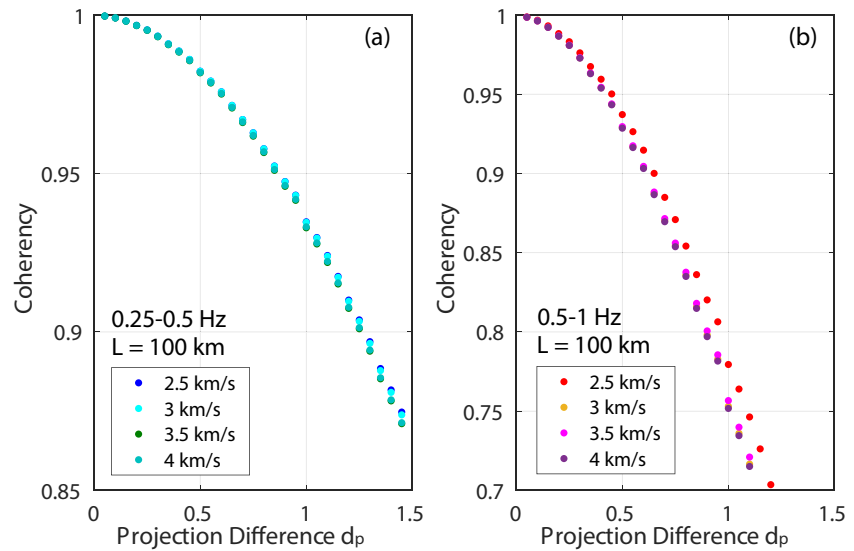 (a)
1
0.95
0.9
0.85
Coherency
0.25-0.5 Hz
L = 100 km
2.5 km/s
3 km/s
3.5 km/s
4 km/s
0
0.5
1.0
1.5
Projection Difference dp
(b)
1
0.95
0.9
0.85
0.8
0.75
0.7
Coherency
0.5-1 Hz
L = 100 km
2.5 km/s
3 km/s
3.5 km/s
4 km/s
0
0.5
1
1.5
Projection Difference dp